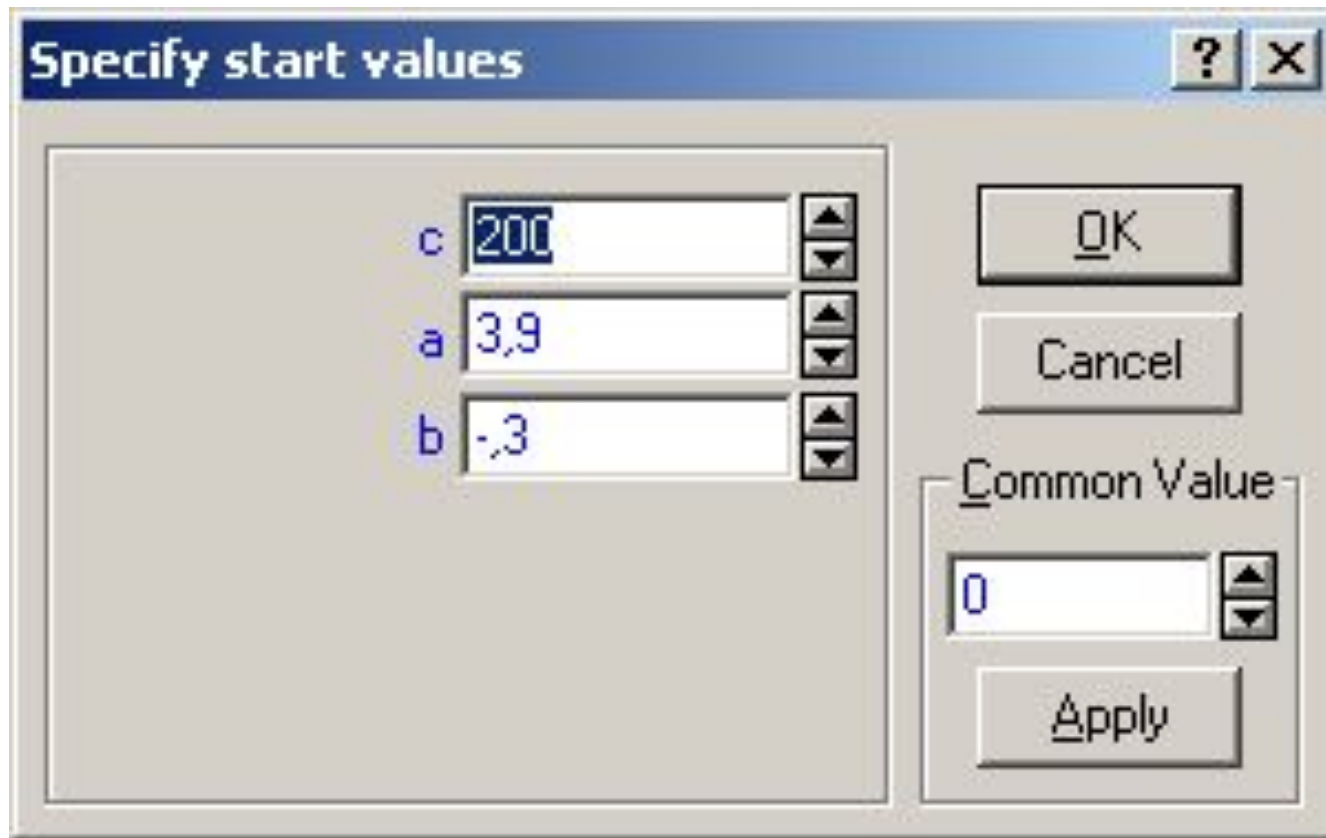 Specify start values
c 200
a 3,9
b -,3
OK
Cancel
Common Value
0
Apply